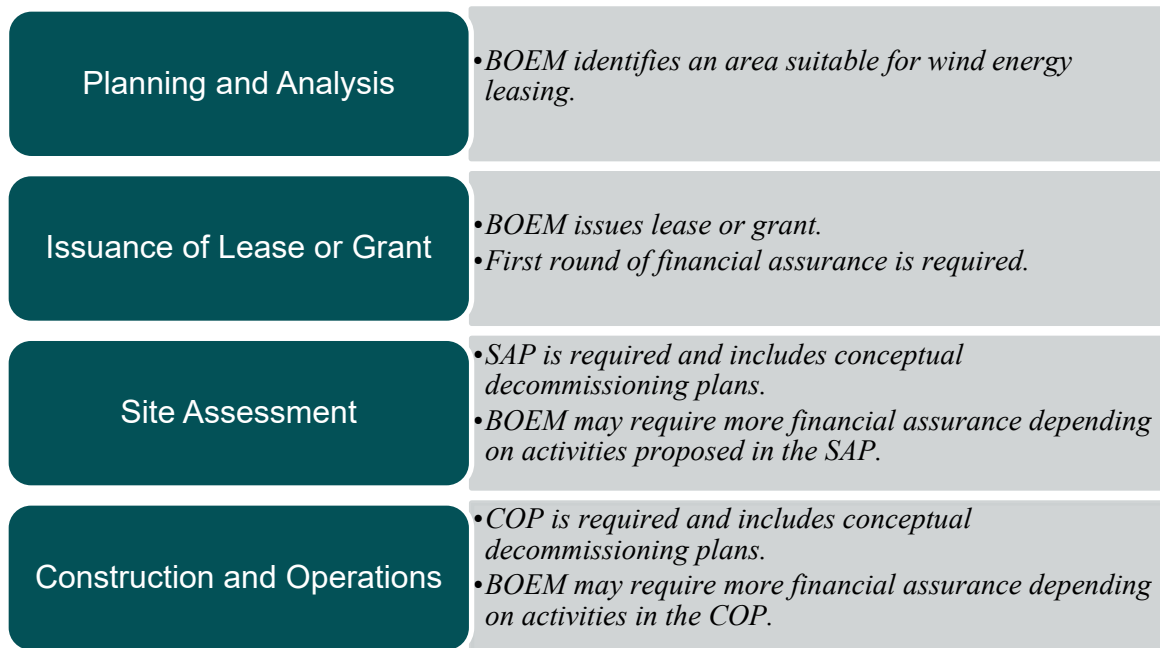 Planning and Analysis
•BOEM identifies an area suitable for wind energy
leasing.
Issuance of Lease or Grant
•BOEM issues lease or grant.
•First round of financial assurance is required.
Site Assessment
•SAP is required and includes conceptual
decommissioning plans.
•BOEM may require more financial assurance depending
on activities proposed in the SAP.
Construction and Operations
•COP is required and includes conceptual
decommissioning plans.
•BOEM may require more financial assurance depending
on activities in the COP.